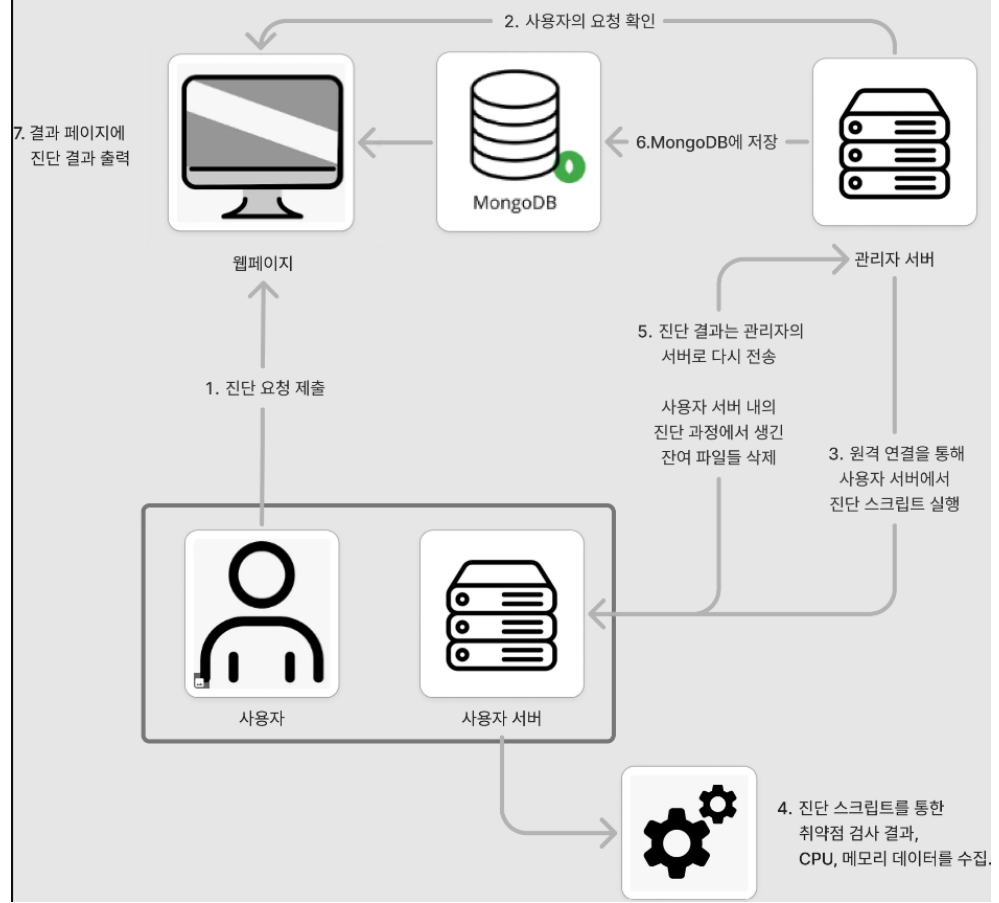 2. 사용자의 요청 확인
7. 결과 페이지에
진단 결과 출력
6.MongoDB에 저장
MongoDB
웹페이지
관리자 서버
5. 진단 결과는 관리자의
서버로 다시 전송
1. 진단 요청 제출
사용자 서버 내의
진단 과정에서 생긴
잔여 파일들 삭제
3. 원격 연결을 통해
사용자 서버에서
진단 스크립트 실행
사용자
사용자 서버
4. 진단 스크립트를 통한
취약점 검사 결과,
CPU, 메모리 데이터를 수집.